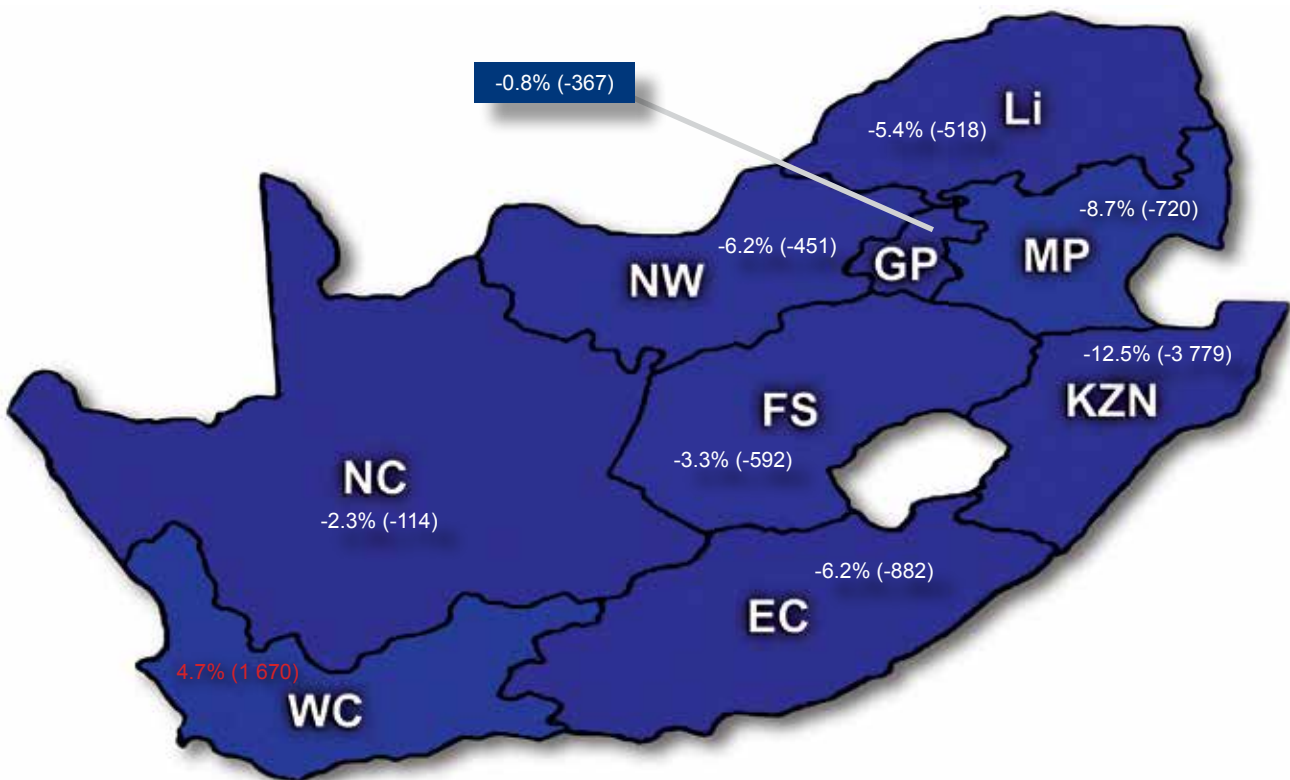 -0.8% (-367)
Li
-5.4% (-518)
-8.7% (-720)
-6.2% (-451)
GP
MP
NW
-12.5% (-3 779)
KZN
FS
-3.3% (-592)
NC
-2.3% (-114)
-6.2% (-882)
EC
4.7% (1 670)
WC